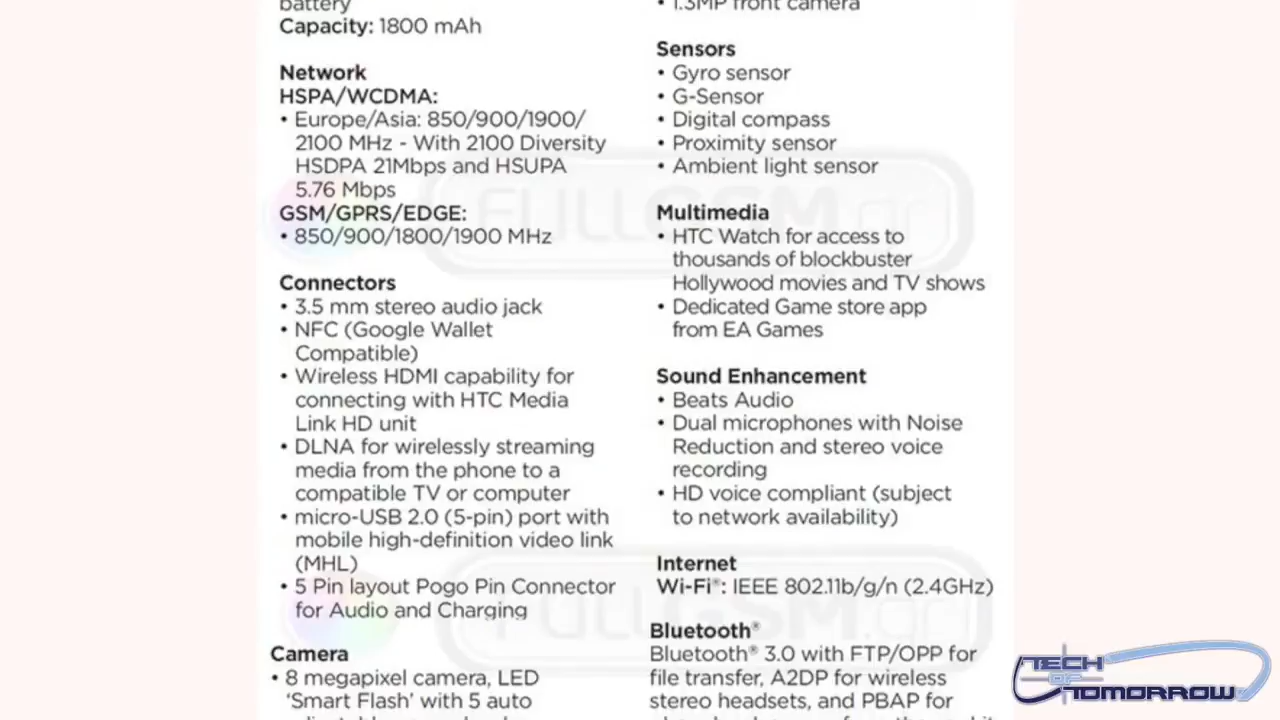 battery
Capacity: 1800 mAh
Network
HSPA/WCDMA:
• Europe/Asia: 850/900/1900/
2100 MHz - With 2100 Diversity
HSDPA 21Mbps and HSUPA
5.76 Mbps
GSM/GPRS/EDGE:
• 850/900/1800/1900 MHz
Connectors
• 3.5 mm stereo audio jack
• NFC (Google Wallet
Compatible)
• Wireless HDMI capability for
connecting with HTC Media
Link HD unit
• DLNA for wirelessly streaming
media from the phone to a
compatible TV or computer
• micro-USB 2.0 (5-pin) port with
mobile high-definition video link
(MHL)
• 5 Pin layout Pogo Pin Connector
for Audio and Charging
Camera
• 8 megapixel camera, LED
‘Smart Flash’ with 5 auto
• 1.3MP front camera
Sensors
• Gyro sensor
• G-Sensor
• Digital compass
• Proximity sensor
• Ambient light sensor
Multimedia
• HTC Watch for access to
thousands of blockbuster
Hollywood movies and TV shows
• Dedicated Game store app
from EA Games
Sound Enhancement
• Beats Audio
• Dual microphones with Noise
Reduction and stereo voice
recording
• HD voice compliant (subject
to network availability)
Internet
Wi-Fi®: IEEE 802.11b/g/n (2.4GHz)
Bluetooth®
Bluetooth® 3.0 with FTP/OPP for
file transfer, A2DP for wireless
stereo headsets, and PBAP for
FULLGSM.gr
FULLGSM.gr
TECH
OF
TOMORROW